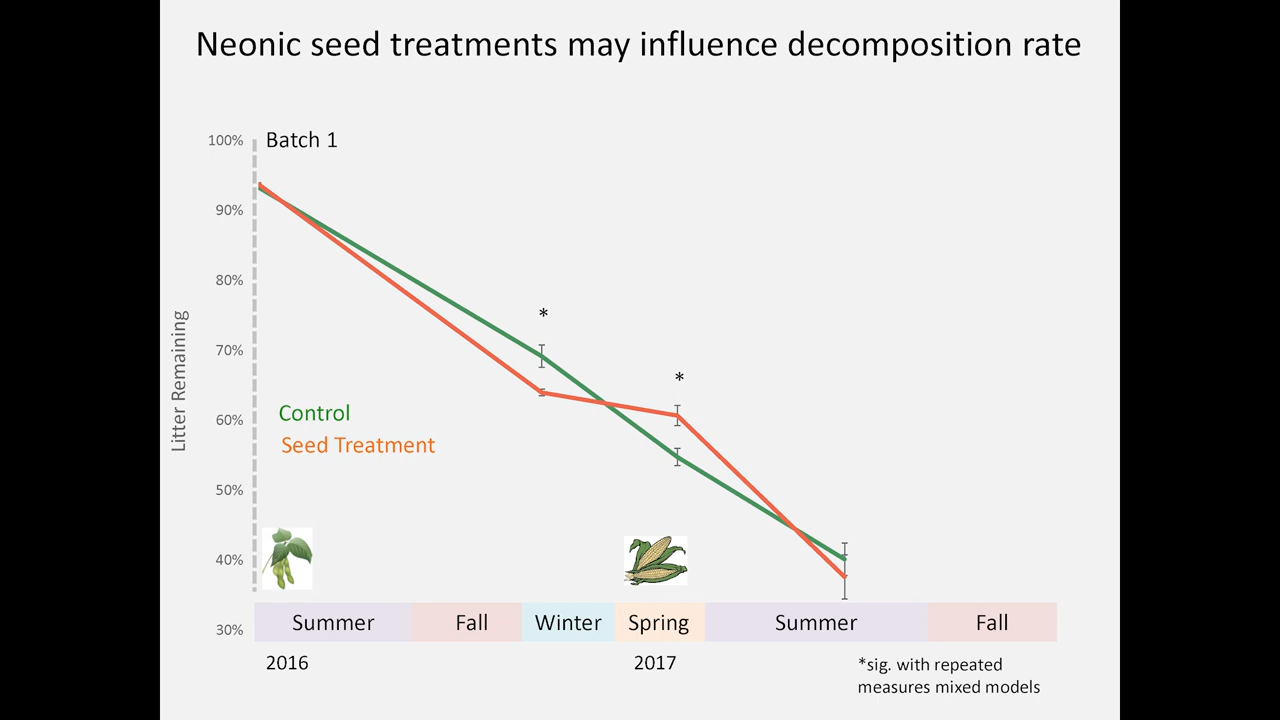 Neonic seed treatments may influence decomposition rate
Batch 1
100%
90%
80%
70%
60%
50%
40%
30%
Litter Remaining
*
*
Control
Seed Treatment
Summer Fall Winter Spring Summer Fall
2016 2017
*sig. with repeated
measures mixed models